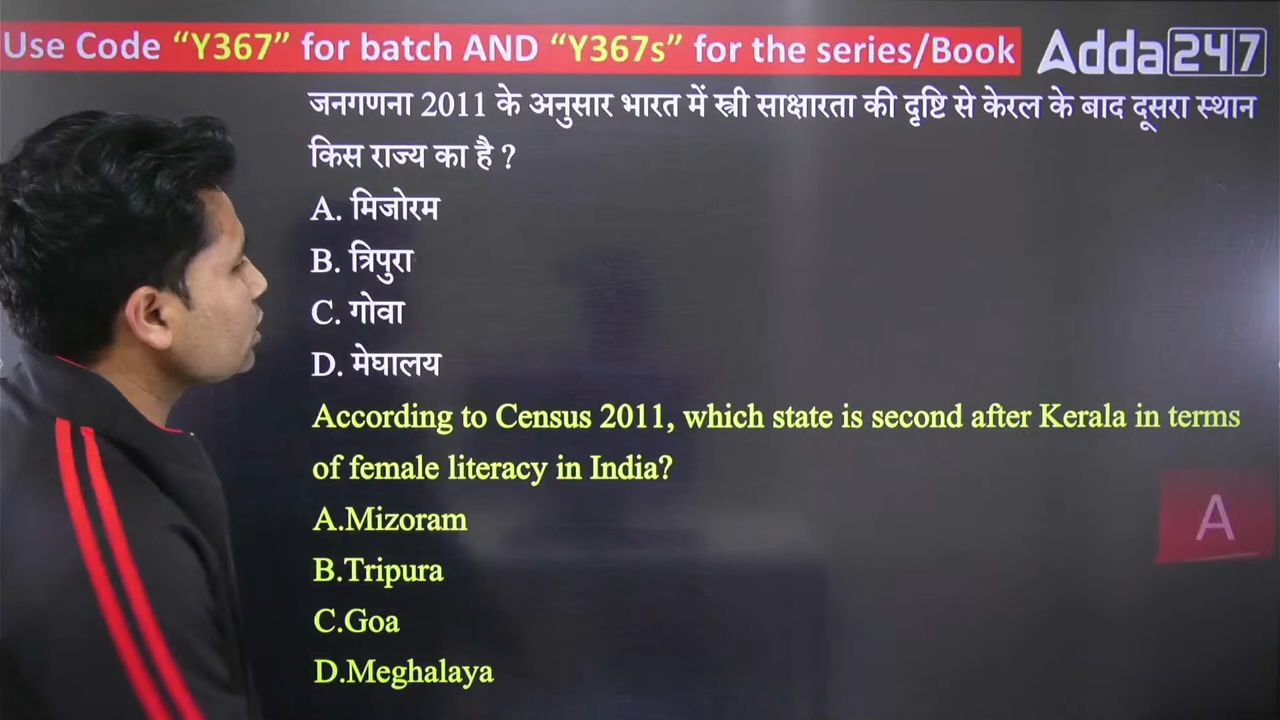 Use Code “Y367” for batch AND “Y367s” for the series/Book
Adda247
जनगणना 2011 के अनुसार भारत में स्त्री साक्षारता की दृष्टि से केरल के बाद दूसरा स्थान
किस राज्य का है ?
A. मिजोरम
B. त्रिपुरा
C. गोवा
D. मेघालय
According to Census 2011, which state is second after Kerala in terms
of female literacy in India?
A.Mizoram
B.Tripura
C.Goa
D.Meghalaya
A